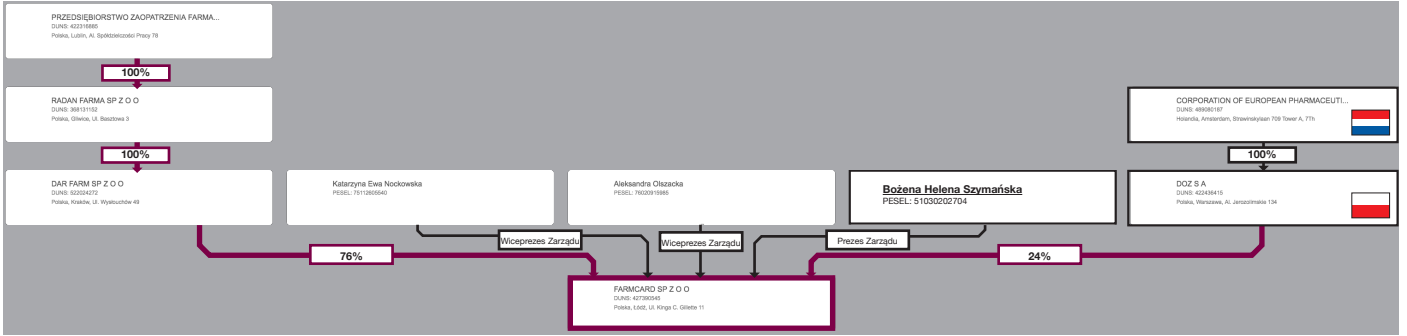 PRZEDSIĘBIORSTWO ZAOPATRZENIA FARMA...
DUNS: 422316885
Polska, Lublin, Al. Spółdzielczości Pracy 78
100%
RADAN FARMA SP Z O O
DUNS: 368131152
Polska, Gliwice, Ul. Basztowa 3
100%
CORPORATION OF EUROPEAN PHARMACEUTI...
DUNS: 489080187
Holandia, Amsterdam, Strawinskylaan 709 Tower A, 7Th
100%
DAR FARM SP Z O O
DUNS: 522024272
Polska, Kraków, Ul. Wysłouchów 49
Katarzyna Ewa Nockowska
PESEL: 75112605540
Aleksandra Olszacka
PESEL: 76020915985
Bożena Helena Szymańska
PESEL: 51030202704
DOZ S A
DUNS: 422436415
Polska, Warszawa, Al. Jerozolimskie 134
Wiceprezes Zarządu
Wiceprezes Zarządu
Prezes Zarządu
76%
24%
FARMCARD SP Z O O
DUNS: 427390545
Polska, Łódź, Ul. Kinga C. Gillette 11